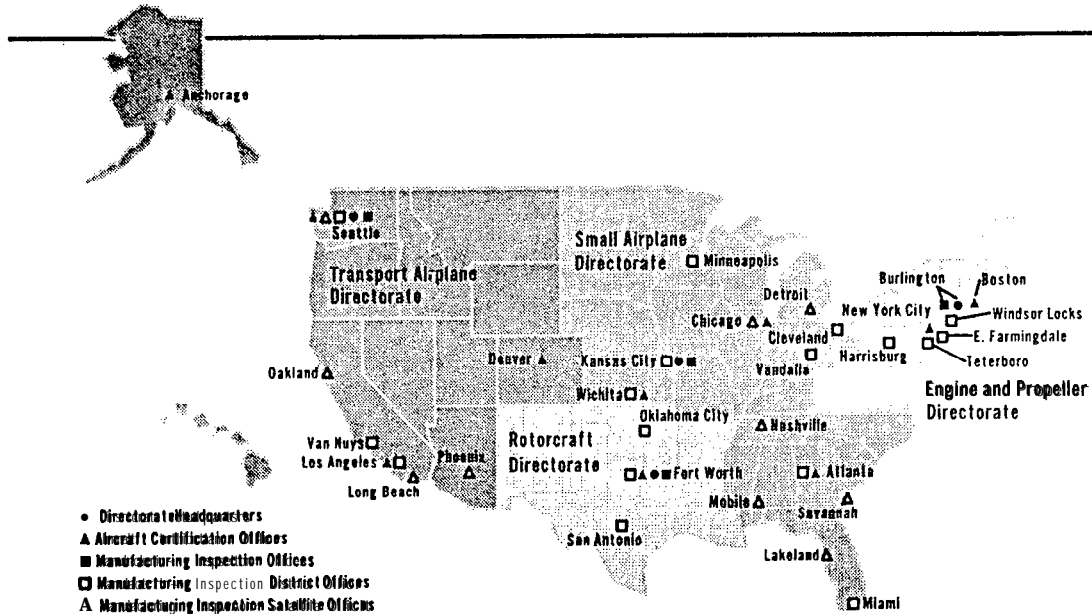 Anchorage
Seattle
Transport Airplane
Directorate
Small Airplane
Directorate
Minneapolis
Detroit
Chicago
Cleveland
Vandalia
Burlington
Boston
New York City
Windsor Locks
E. Farmingdale
Harrisburg
Teterboro
Engine and Propeller
Directorate
Oakland
Denver
Kansas City
Wichita
Oklahoma City
Nashville
Van Nuys
Los Angeles
Long Beach
Phoenix
Rotorcraft
Directorate
Fort Worth
Atlanta
Mobile
Savannah
San Antonio
Lakeland
Miami
● Directorate Headquarters
▲ Aircraft Certification Offices
■ Manufacturing Inspection Offices
□ Manufacturing Inspection District Offices
A Manufacturing Inspection Satellite Offices